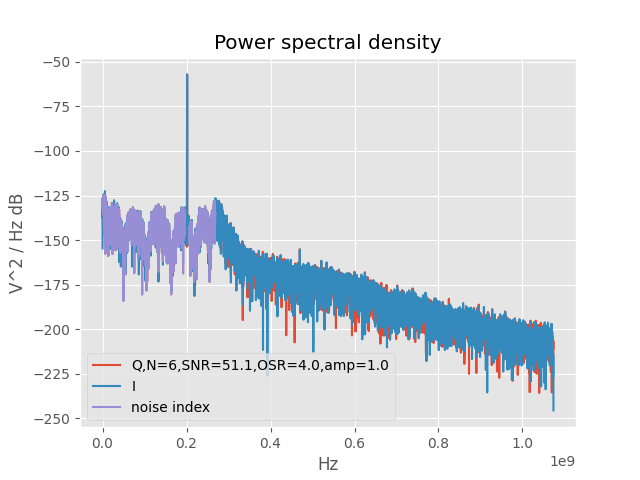 Power spectral density
V^2 / Hz dB
−50
−75
−100
−125
−150
−175
−200
−225
−250
Q,N=6,SNR=51.1,OSR=4.0,amp=1.0
I
noise index
0.0 0.2 0.4 0.6 0.8 1.0
1e9
Hz